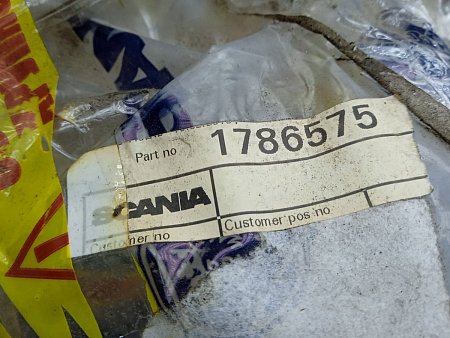 Part no 1786575
SCANIA
Customer pos no
Customer no